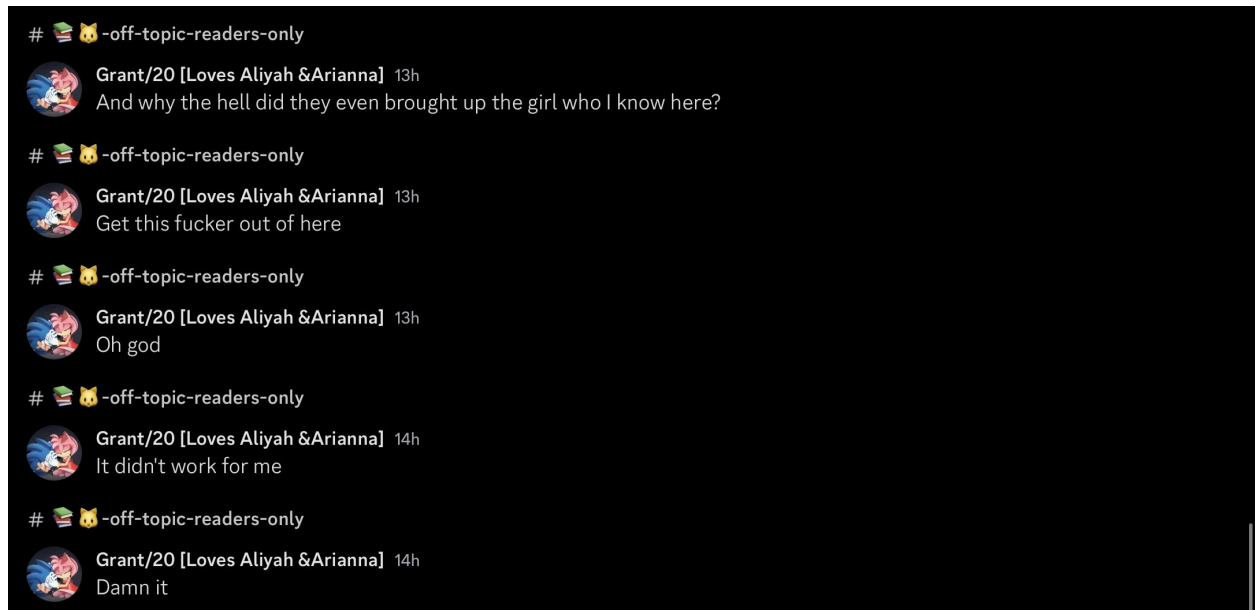 # 📚🐱-off-topic-readers-only
Grant/20 [Loves Aliyah &Arianna] 13h
And why the hell did they even brought up the girl who I know here?
# 📚🐱-off-topic-readers-only
Grant/20 [Loves Aliyah &Arianna] 13h
Get this fucker out of here
# 📚🐱-off-topic-readers-only
Grant/20 [Loves Aliyah &Arianna] 13h
Oh god
# 📚🐱-off-topic-readers-only
Grant/20 [Loves Aliyah &Arianna] 14h
It didn't work for me
# 📚🐱-off-topic-readers-only
Grant/20 [Loves Aliyah &Arianna] 14h
Damn it